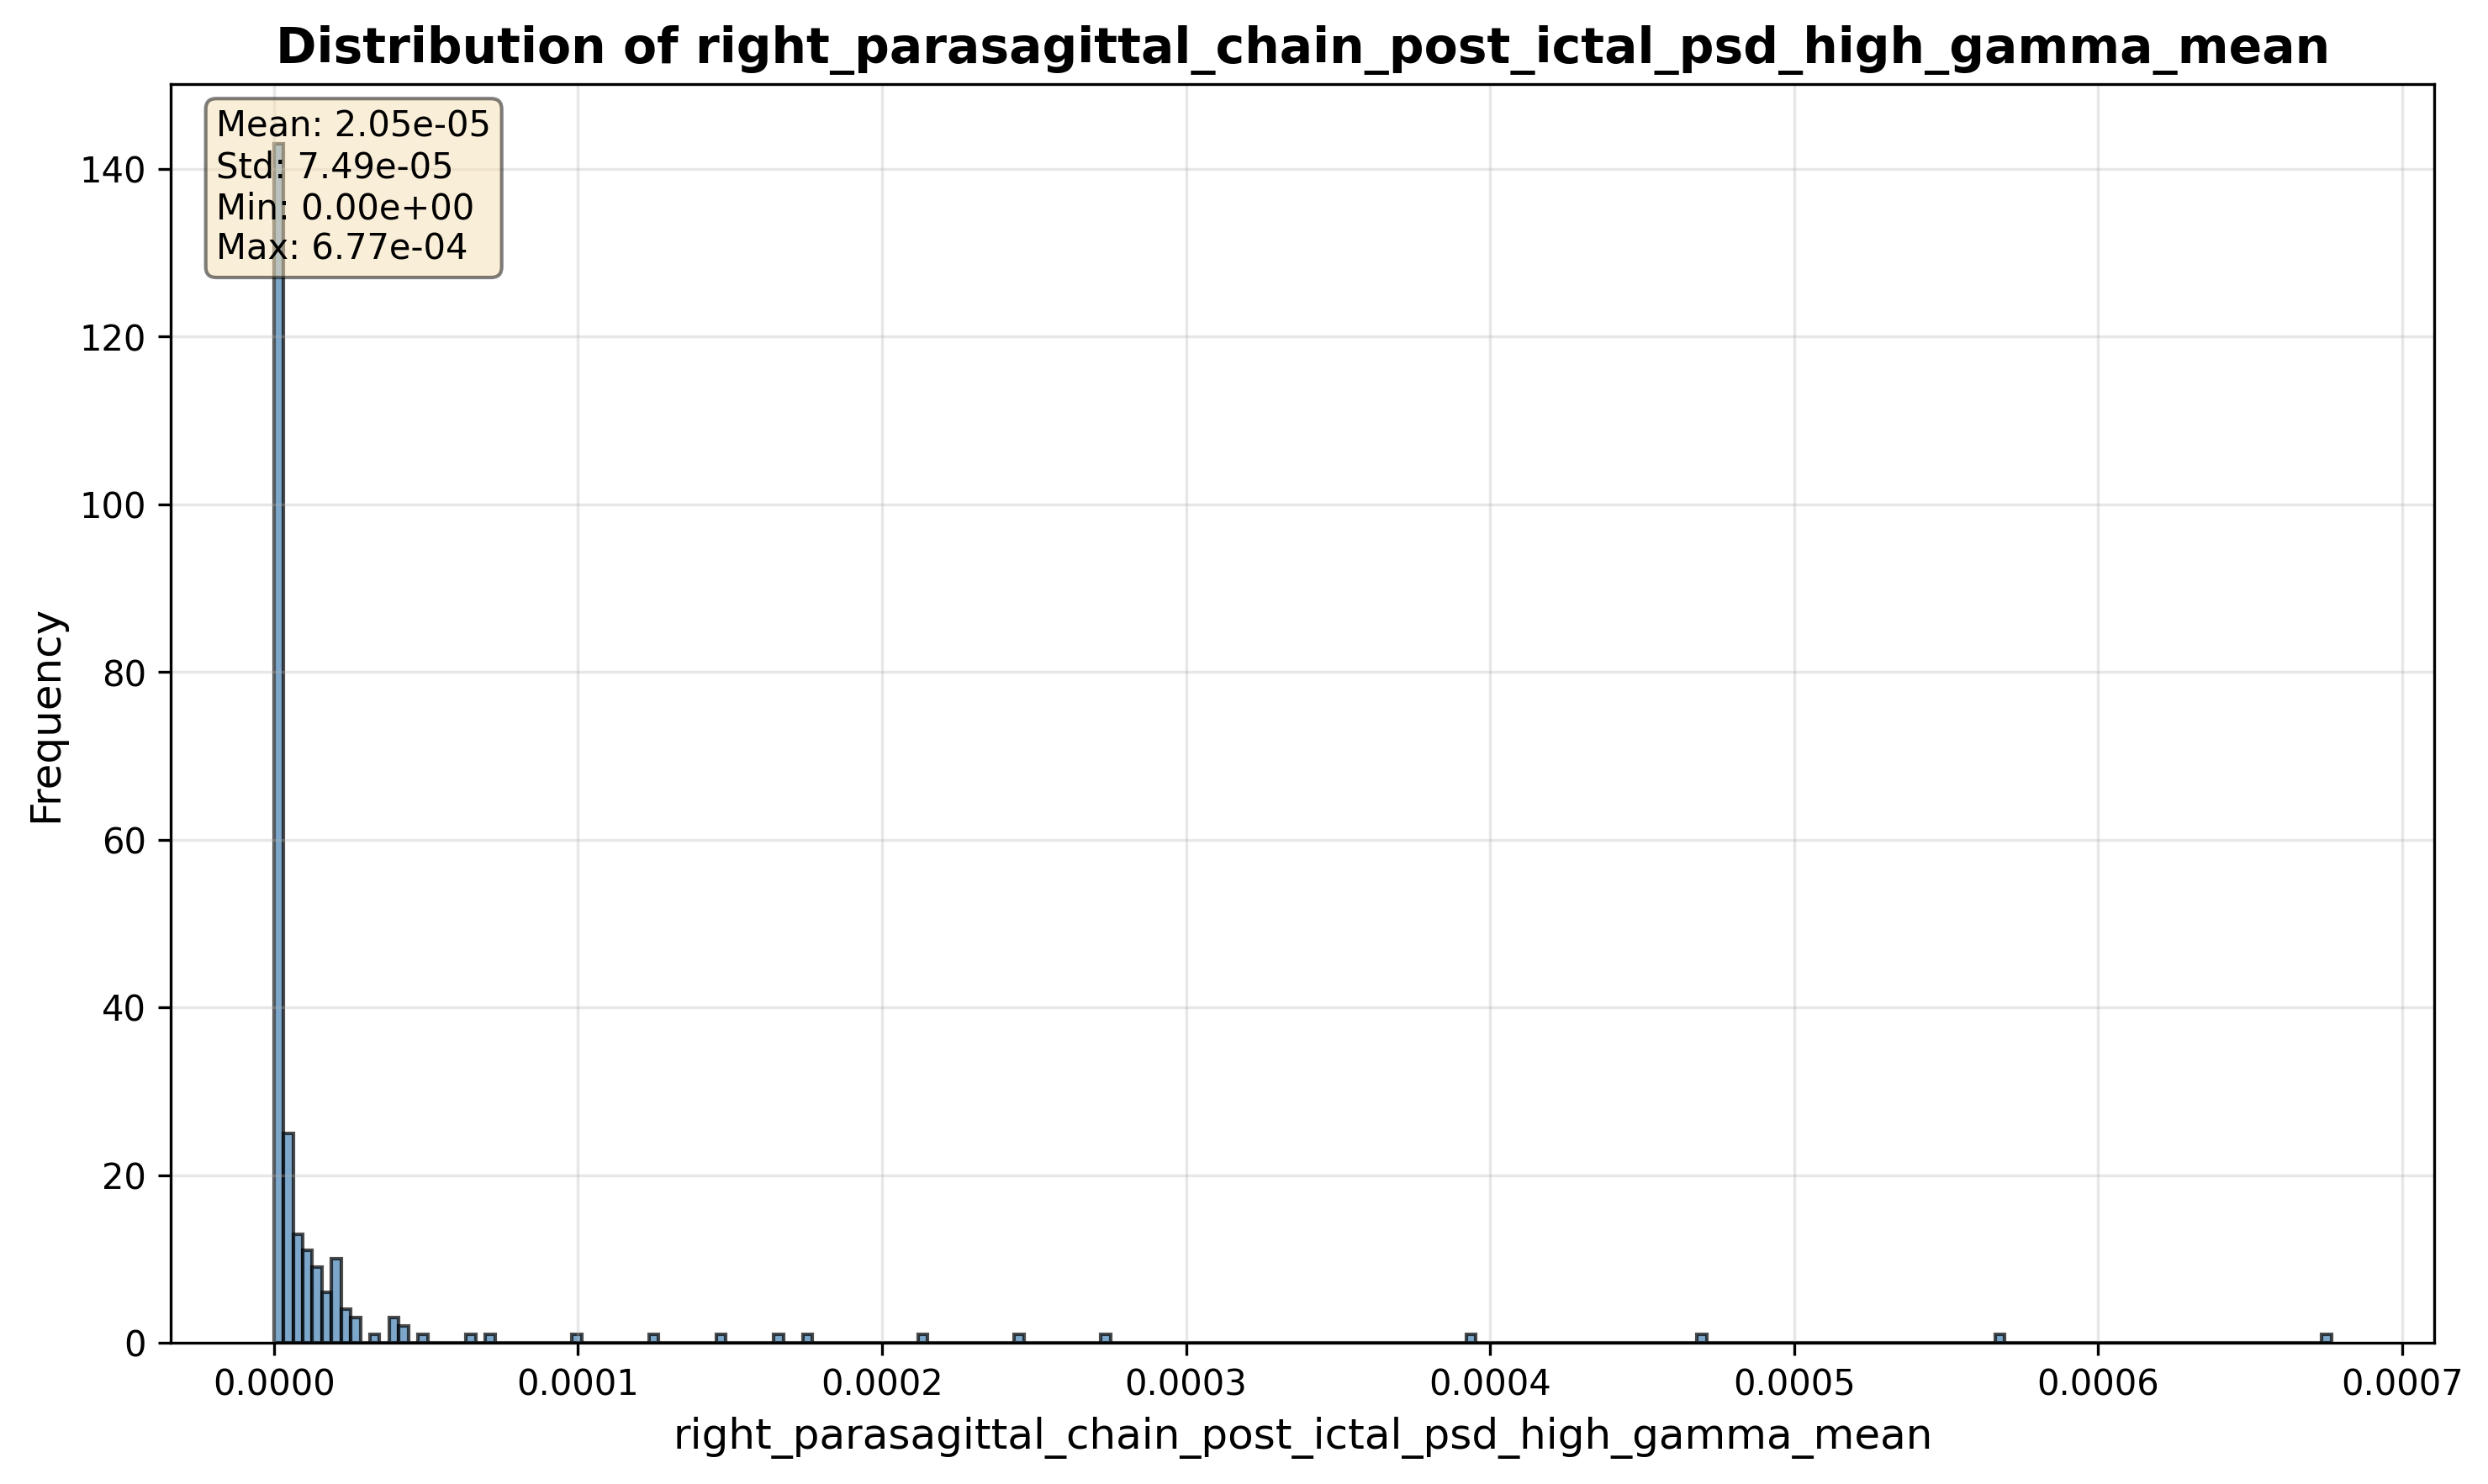 Distribution of right_parasagittal_chain_post_ictal_psd_high_gamma_mean
Mean: 2.05e-05
Std: 7.49e-05
Min: 0.00e+00
Max: 6.77e-04
140
120
100
80
60
40
20
0
Frequency
0.0000 0.0001 0.0002 0.0003 0.0004 0.0005 0.0006 0.0007
right_parasagittal_chain_post_ictal_psd_high_gamma_mean